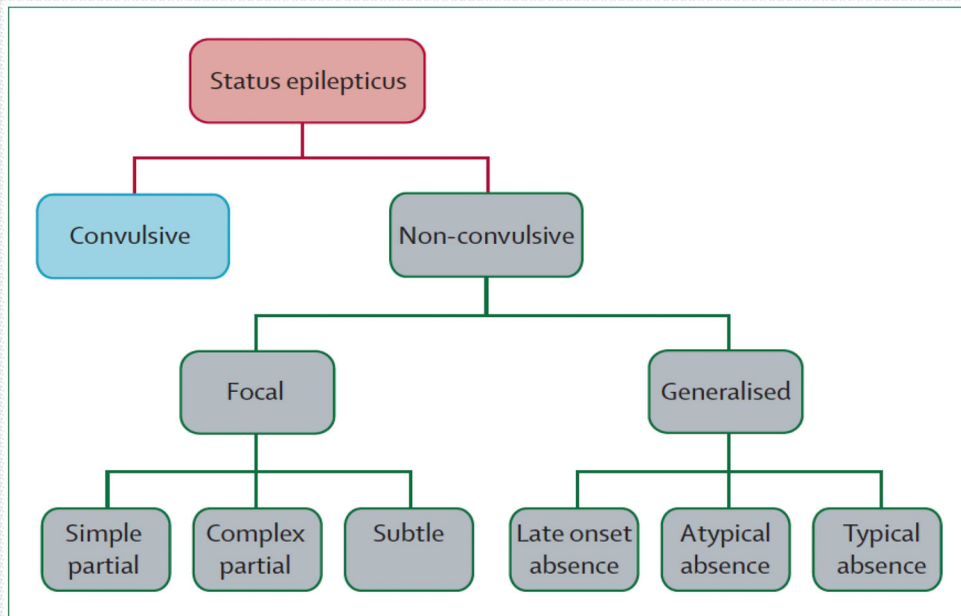 Status epilepticus
Convulsive
Non-convulsive
Focal
Generalised
Simple
partial
Complex
partial
Subtle
Late onset
absence
Atypical
absence
Typical
absence